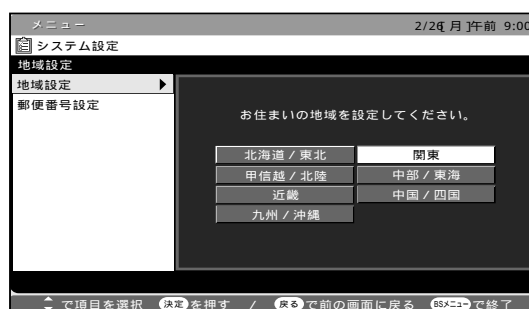 メニュー 2/26[月]午前 9:00
システム設定
地域設定
地域設定
郵便番号設定
お住まいの地域を設定してください。
北海道/東北 関東
甲信越/北陸 中部/東海
近畿 中国/四国
九州/沖縄
で項目を選択 決定を押す / 戻るで前の画面に戻る BSメニューで終了